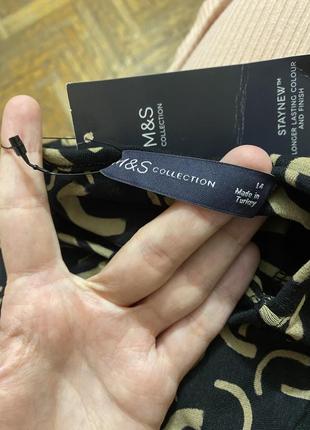 M&S
COLLECTION
STAYNEW™
LONGER LASTING COLOUR
AND FINISH
M&S COLLECTION
14
Made in
Turkey